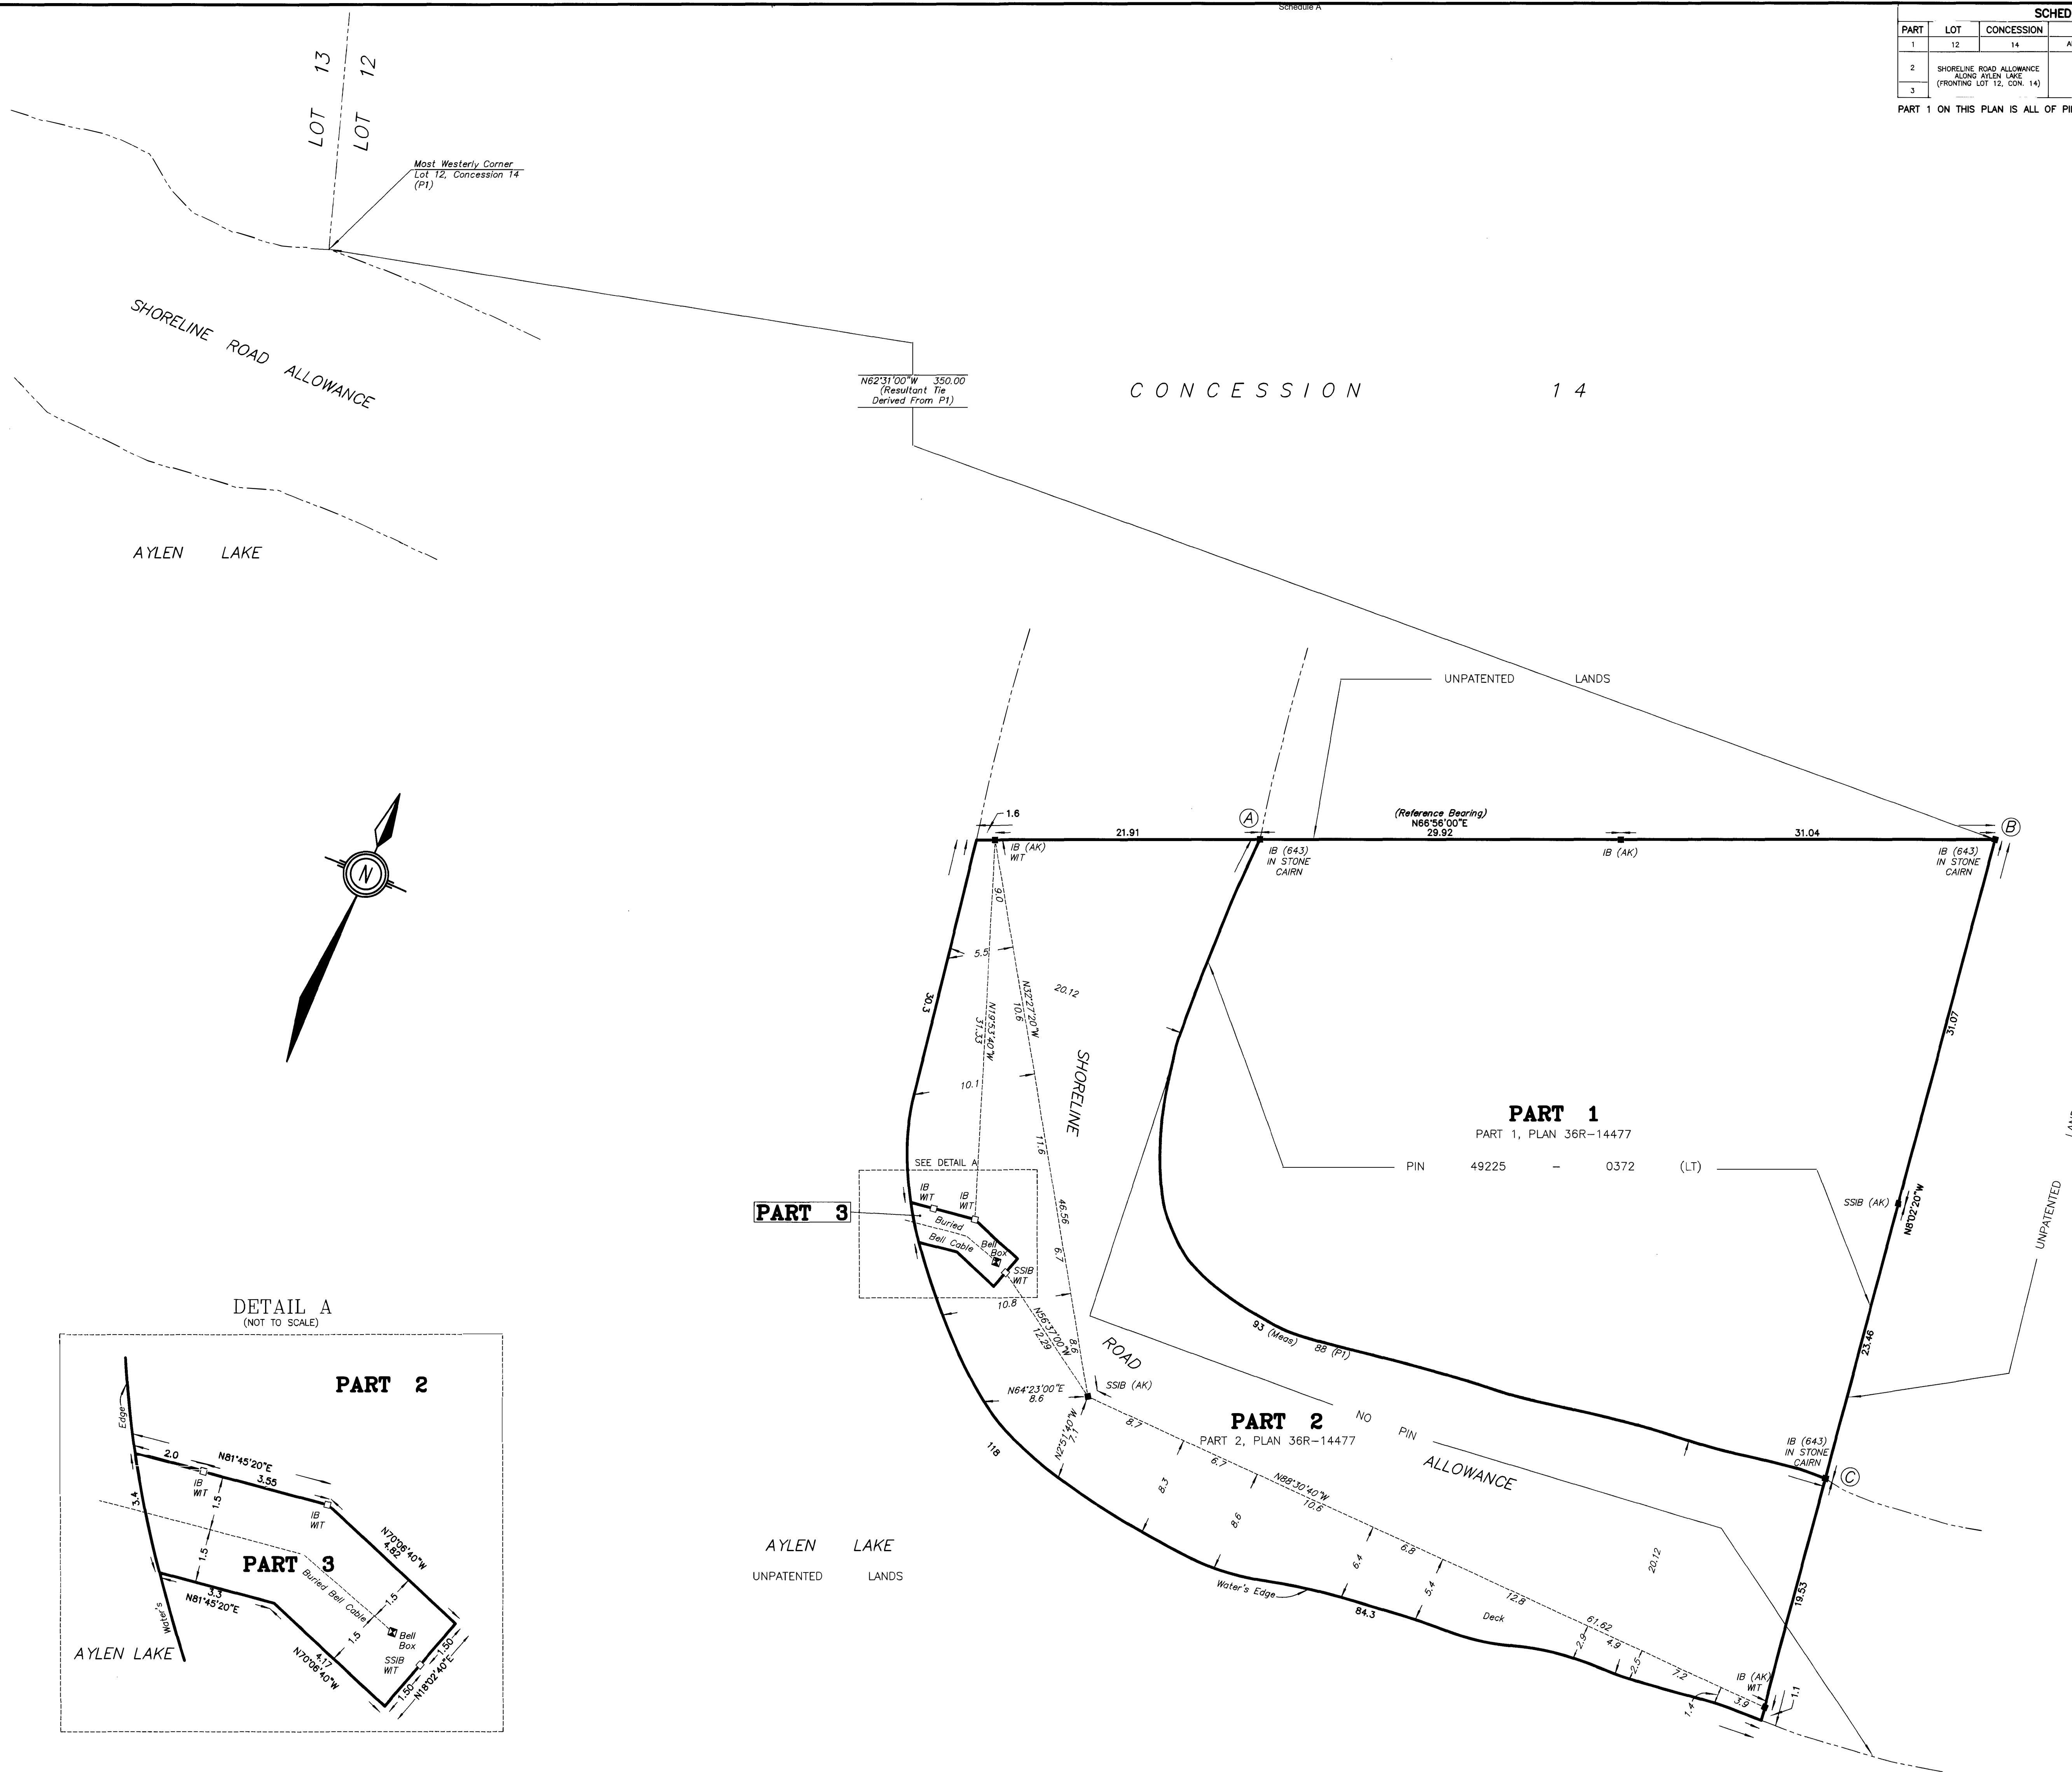 Schedule A
PART LOT CONCESSION
1 12 14
2 SHORELINE ROAD ALLOWANCE
ALONG AYLEN LAKE
(FRONTING LOT 12, CON. 14)
3
PART 1 ON THIS PLAN IS ALL OF
LOT 13
LOT 12
Most Westerly Corner
Lot 12, Concession 14
(P1)
SHORELINE ROAD ALLOWANCE
N62°31'00"W 350.00
(Resultant Tie
Derived From P1)
CONCESSION 14
AYLEN LAKE
UNPATENTED LANDS
N
1.6
21.91
A
(Reference Bearing)
N66°56'00"E
29.92
31.04
B
IB (AK)
WIT
IB (643)
IN STONE
CAIRN
IB (AK)
IB (643)
IN STONE
CAIRN
9.0
5.5
20.12
30.3
N19°53'40"W
31.33
N32°27'20"W
10.6
31.07
SHORELINE
10.1
PART 1
PART 1, PLAN 36R-14477
PIN 49225 - 0372 (LT)
11.6
SEE DETAIL A
IB
WIT
IB
WIT
PART 3
Buried
Bell Cable
Bell
Box
SSIB
WIT
46.56
6.7
SSIB (AK)
N8°02'20"W
UNPATENTED
10.8
N56°37'00"W
12.29
8.6
ROAD
93 (Meas) 88 (P1)
23.46
N64°23'00"E
8.6
SSIB (AK)
N2°51'40"W
7.1
118
8.7
PART 2
PART 2, PLAN 36R-14477
NO PIN
ALLOWANCE
IB (643)
IN STONE
CAIRN
C
6.7
N88°30'40"W
10.6
8.3
8.6
6.4
6.8
5.4
20.12
AYLEN LAKE
UNPATENTED LANDS
Water's Edge
84.3
12.8
Deck
61.62
19.53
2.9
4.9
2.5
7.2
IB (AK)
WIT
1.4
3.9
1.1
DETAIL A
(NOT TO SCALE)
PART 2
Edge
2.0
N81°45'20"E
3.55
IB
WIT
1.5
IB
WIT
3.4
N70°06'40"W
4.82
1.5
PART 3
Buried Bell Cable
3.3
N81°45'20"E
1.5
1.5
Bell
Box
Water's
AYLEN LAKE
4.17
N70°06'40"W
SSIB
WIT
1.50
1.50
N18°02'40"E